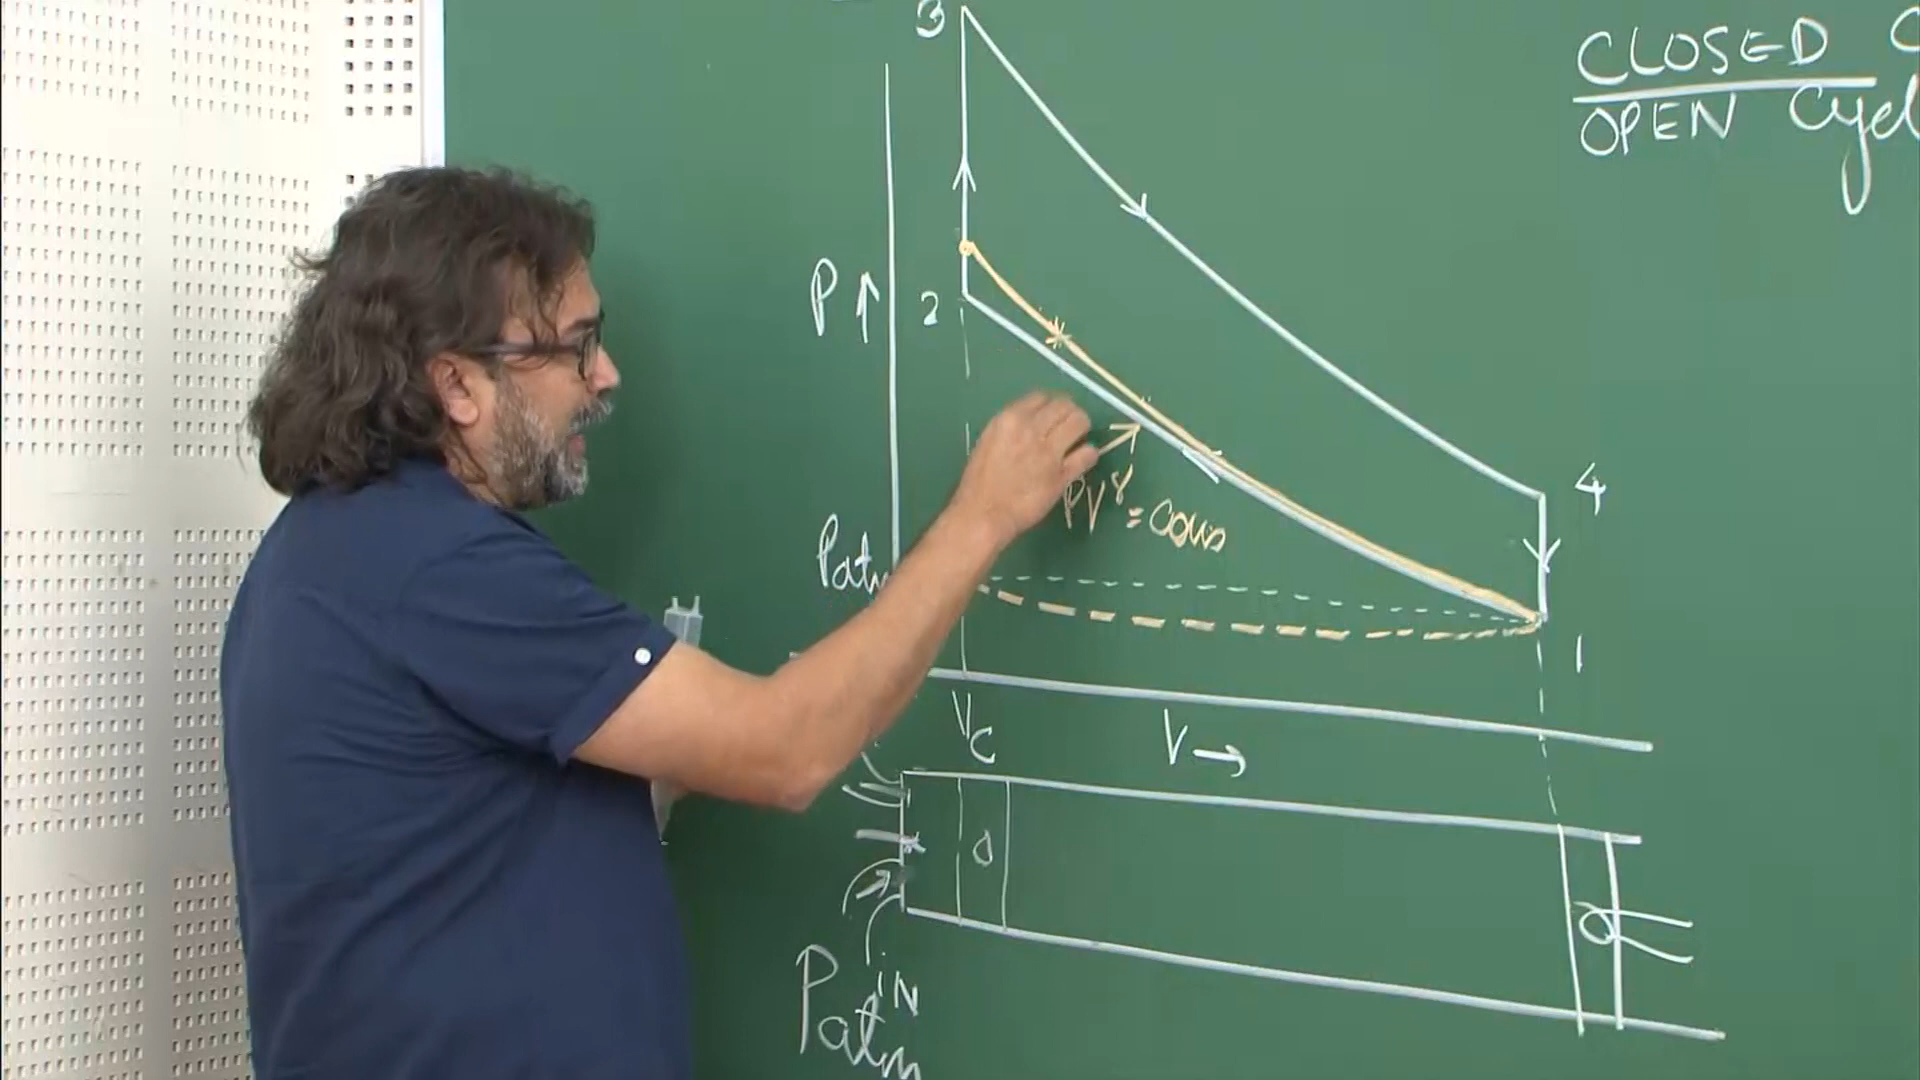 3
CLOSED C
OPEN Cycl
P ↑
2
4
PV^γ = cons
Patm
1
V_C
V →
IN
Patm